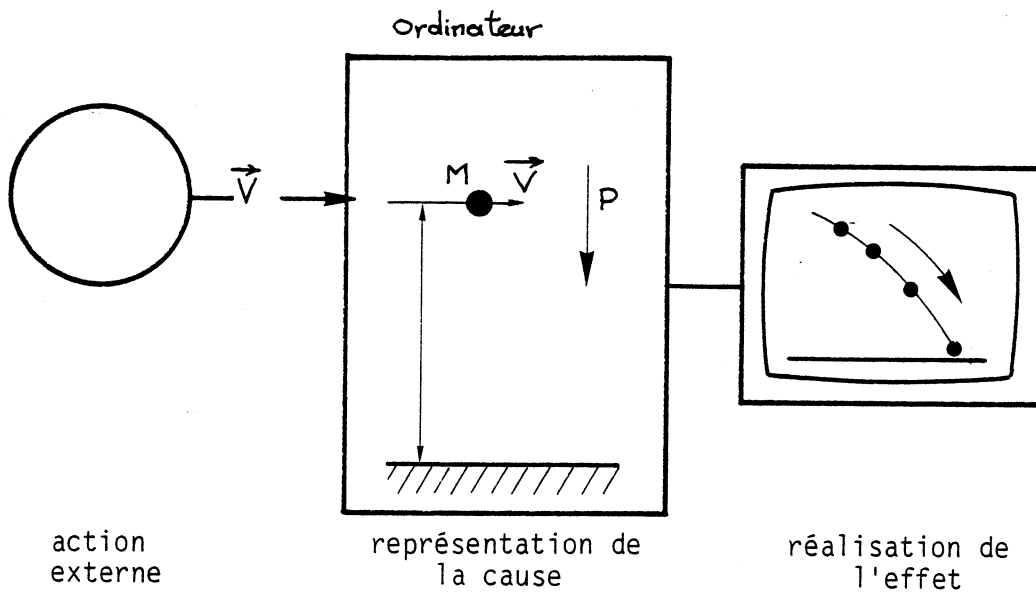 Ordinateur
V
M
V
P
action
externe
représentation de
la cause
réalisation de
l'effet